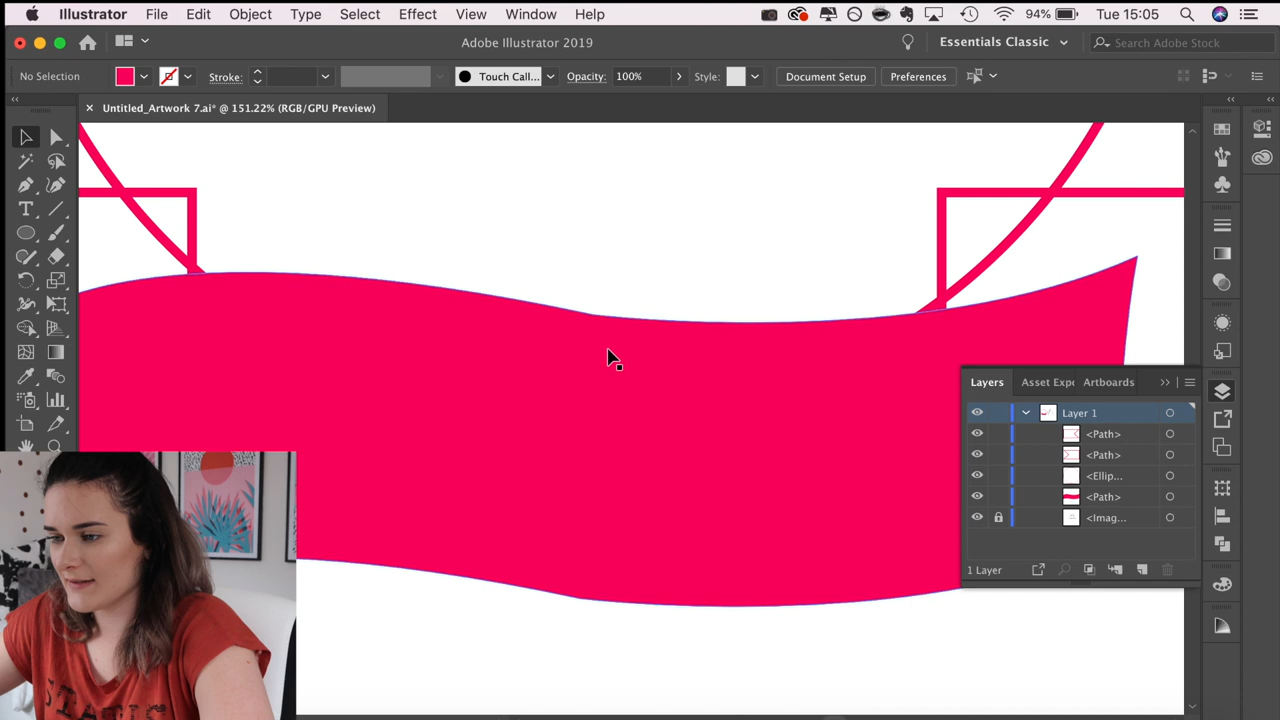 Illustrator File Edit Object Type Select Effect View Window Help 94% Tue 15:05
Adobe Illustrator 2019 Essentials Classic Search Adobe Stock
No Selection Stroke: Touch Call... Opacity: 100% Style: Document Setup Preferences
Untitled_Artwork 7.ai* @ 151.22% (RGB/GPU Preview)
Layers Asset Expo Artboards
Layer 1
<Path>
<Path>
<Ellip...
<Path>
<Imag...
1 Layer